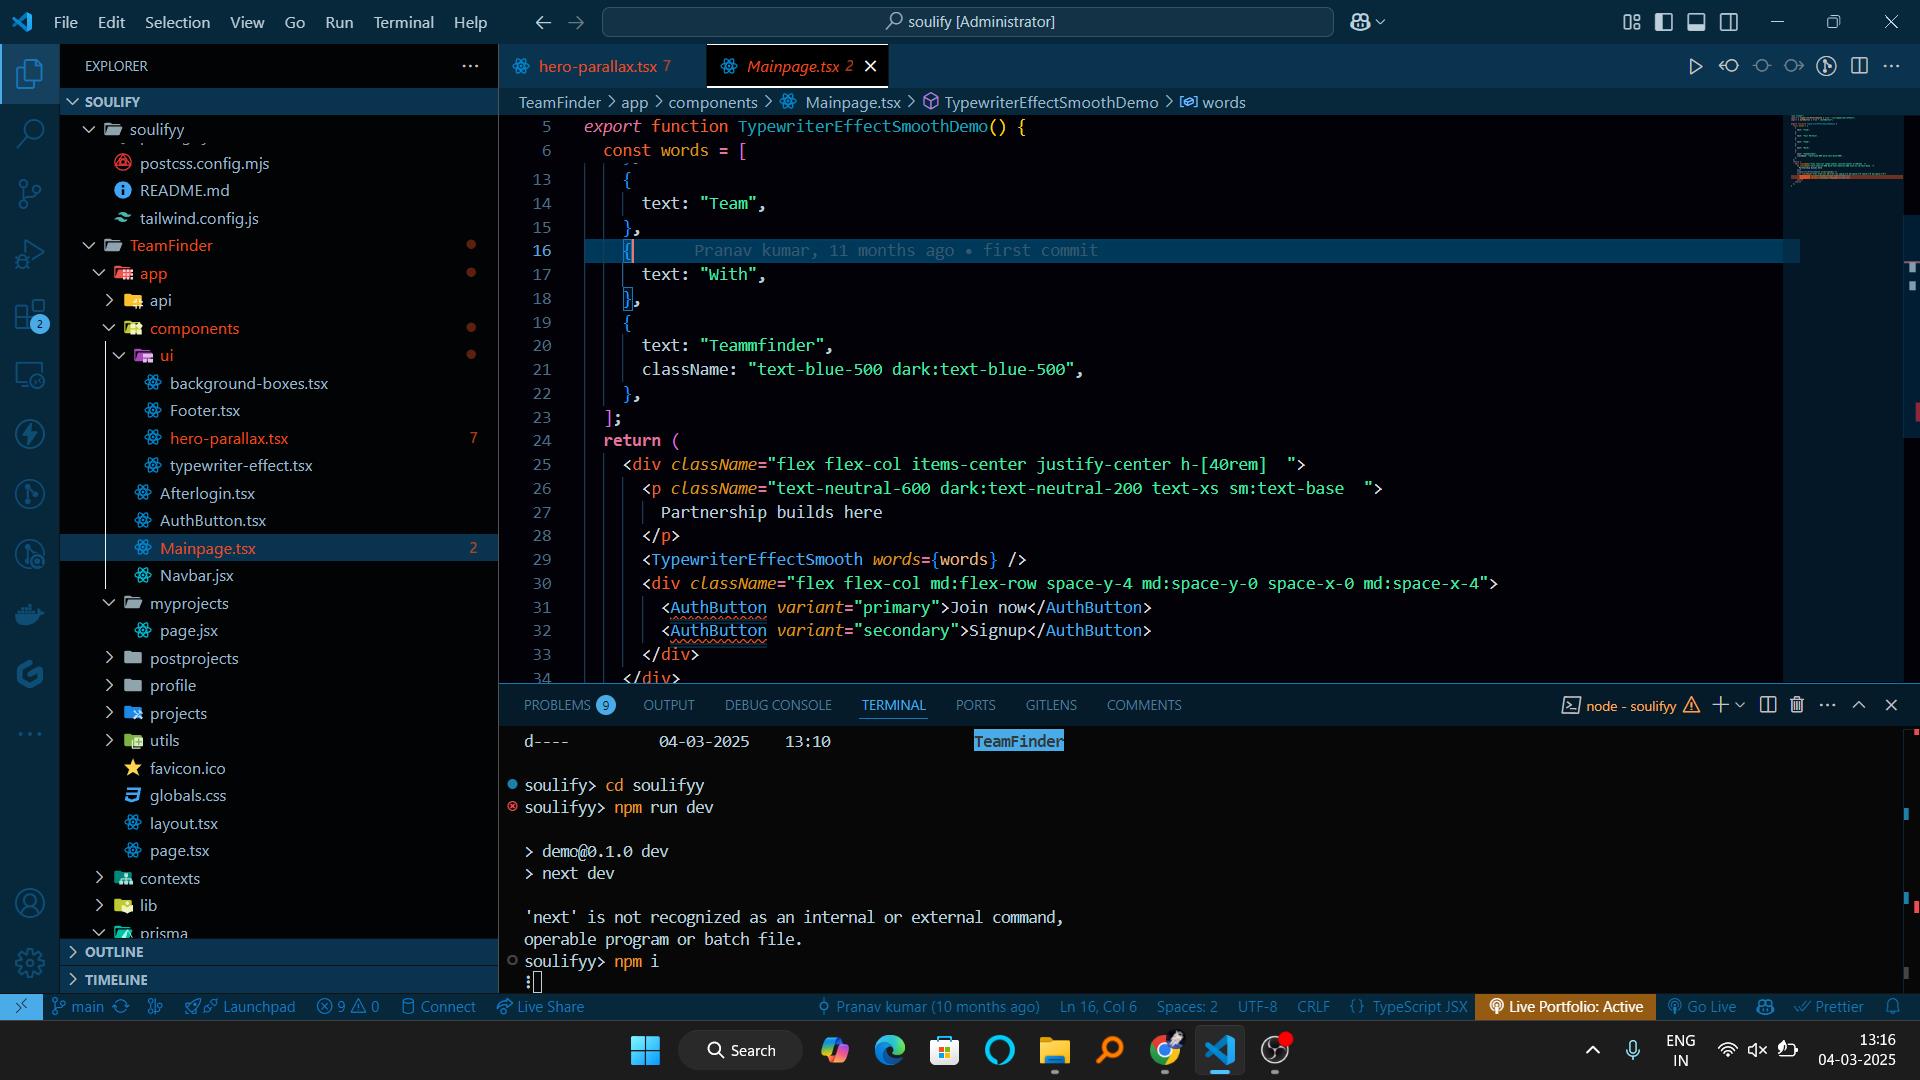 File Edit Selection View Go Run Terminal Help
soulify [Administrator]
EXPLORER
SOULIFY
soulifyy
postcss.config.mjs
README.md
tailwind.config.js
TeamFinder
app
api
components
ui
background-boxes.tsx
Footer.tsx
hero-parallax.tsx 7
typewriter-effect.tsx
Afterlogin.tsx
AuthButton.tsx
Mainpage.tsx 2
Navbar.jsx
myprojects
page.jsx
postprojects
profile
projects
utils
favicon.ico
globals.css
layout.tsx
page.tsx
contexts
lib
prisma
OUTLINE
TIMELINE
2
hero-parallax.tsx 7
Mainpage.tsx 2
TeamFinder > app > components > Mainpage.tsx > TypewriterEffectSmoothDemo > words
5 export function TypewriterEffectSmoothDemo() {
6 const words = [
13 {
14 text: "Team",
15 },
16 { Pranav kumar, 11 months ago • first commit
17 text: "With",
18 },
19 {
20 text: "Teammfinder",
21 className: "text-blue-500 dark:text-blue-500",
22 },
23 ];
24 return (
25 <div className="flex flex-col items-center justify-center h-[40rem]  ">
26 <p className="text-neutral-600 dark:text-neutral-200 text-xs sm:text-base  ">
27 Partnership builds here
28 </p>
29 <TypewriterEffectSmooth words={words} />
30 <div className="flex flex-col md:flex-row space-y-4 md:space-y-0 space-x-0 md:space-x-4">
31 <AuthButton variant="primary">Join now</AuthButton>
32 <AuthButton variant="secondary">Signup</AuthButton>
33 </div>
34 </div>
PROBLEMS 9 OUTPUT DEBUG CONSOLE TERMINAL PORTS GITLENS COMMENTS
node - soulifyy
d---- 04-03-2025 13:10 TeamFinder
soulify> cd soulifyy
soulifyy> npm run dev
> demo@0.1.0 dev
> next dev
'next' is not recognized as an internal or external command,
operable program or batch file.
soulifyy> npm i
main Launchpad 9 0 Connect Live Share
Pranav kumar (10 months ago) Ln 16, Col 6 Spaces: 2 UTF-8 CRLF {} TypeScript JSX Live Portfolio: Active Go Live Prettier
Search
ENG
IN
13:16
04-03-2025